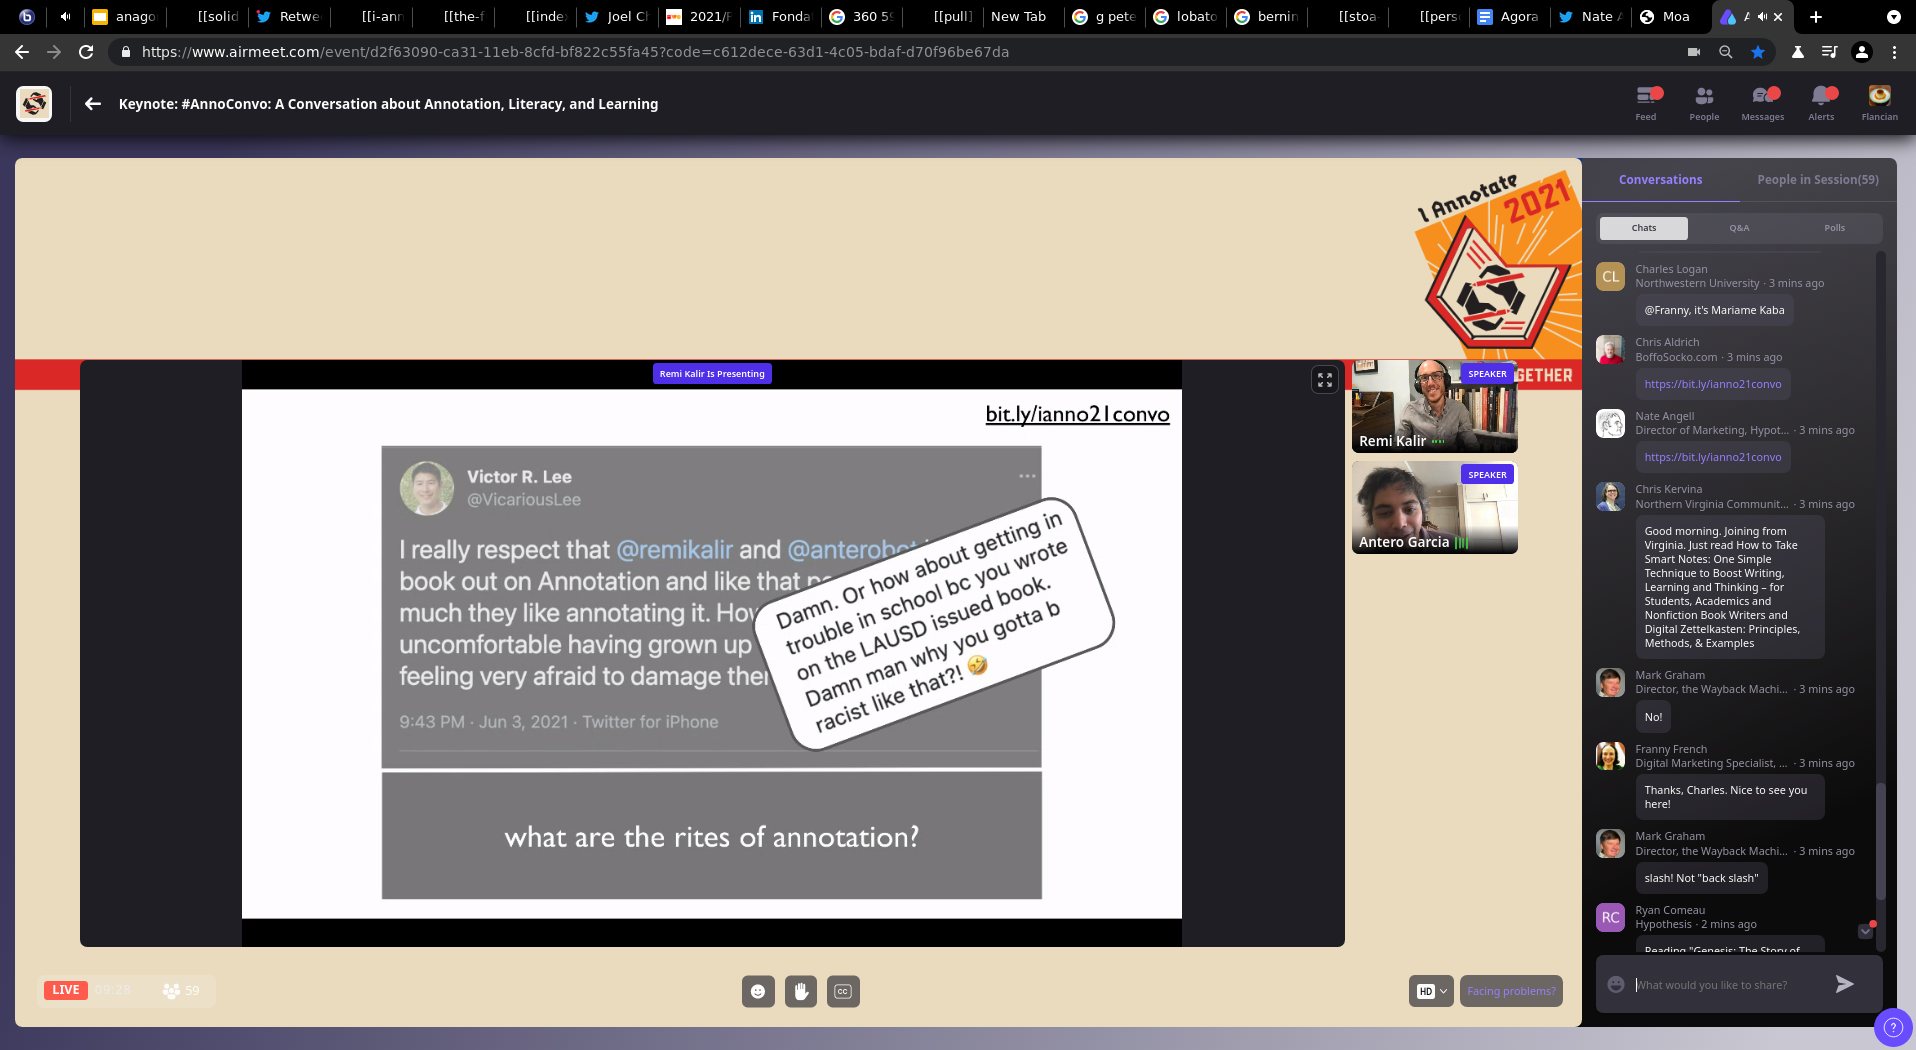 anago
[[solid
Retwe
[[i-ann
[[the-f
[[inde
Joel C
2021/
Fonda
360 5
[[pull]
New Tab
g pete
lobato
bernin
[[stoa
[[pers
Agora
Nate
Moa
https://www.airmeet.com/event/d2f63090-ca31-11eb-8cfd-bf822c55fa45?code=c612dece-63d1-4c05-bdaf-d70f96be67da
Keynote: #AnnoConvo: A Conversation about Annotation, Literacy, and Learning
Feed
People
Messages
Alerts
Flancian
I Annotate
2021
GETHER
Remi Kalir Is Presenting
bit.ly/ianno21convo
Victor R. Lee
@VicariousLee
I really respect that @remikalir and @anterobot
book out on Annotation and like that
much they like annotating it. How
uncomfortable having grown up
feeling very afraid to damage
9:43 PM · Jun 3, 2021 · Twitter for iPhone
Damn. Or how about getting in
trouble in school bc you wrote
on the LAUSD issued book.
Damn man why you gotta b
racist like that?! 🤣
what are the rites of annotation?
SPEAKER
Remi Kalir
SPEAKER
Antero Garcia
LIVE
09:28
59
CC
HD
Facing problems?
Conversations
People in Session(59)
Chats
Q&A
Polls
CL
Charles Logan
Northwestern University · 3 mins ago
@Franny, it's Mariame Kaba
Chris Aldrich
BoffoSocko.com · 3 mins ago
https://bit.ly/ianno21convo
Nate Angell
Director of Marketing, Hypot... · 3 mins ago
https://bit.ly/ianno21convo
Chris Kervina
Northern Virginia Communit... · 3 mins ago
Good morning. Joining from
Virginia. Just read How to Take
Smart Notes: One Simple
Technique to Boost Writing,
Learning and Thinking – for
Students, Academics and
Nonfiction Book Writers and
Digital Zettelkasten: Principles,
Methods, & Examples
Mark Graham
Director, the Wayback Machi... · 3 mins ago
No!
Franny French
Digital Marketing Specialist, ... · 3 mins ago
Thanks, Charles. Nice to see you
here!
Mark Graham
Director, the Wayback Machi... · 3 mins ago
slash! Not "back slash"
RC
Ryan Comeau
Hypothesis · 2 mins ago
Reading "Genesis: The Story of
What would you like to share?